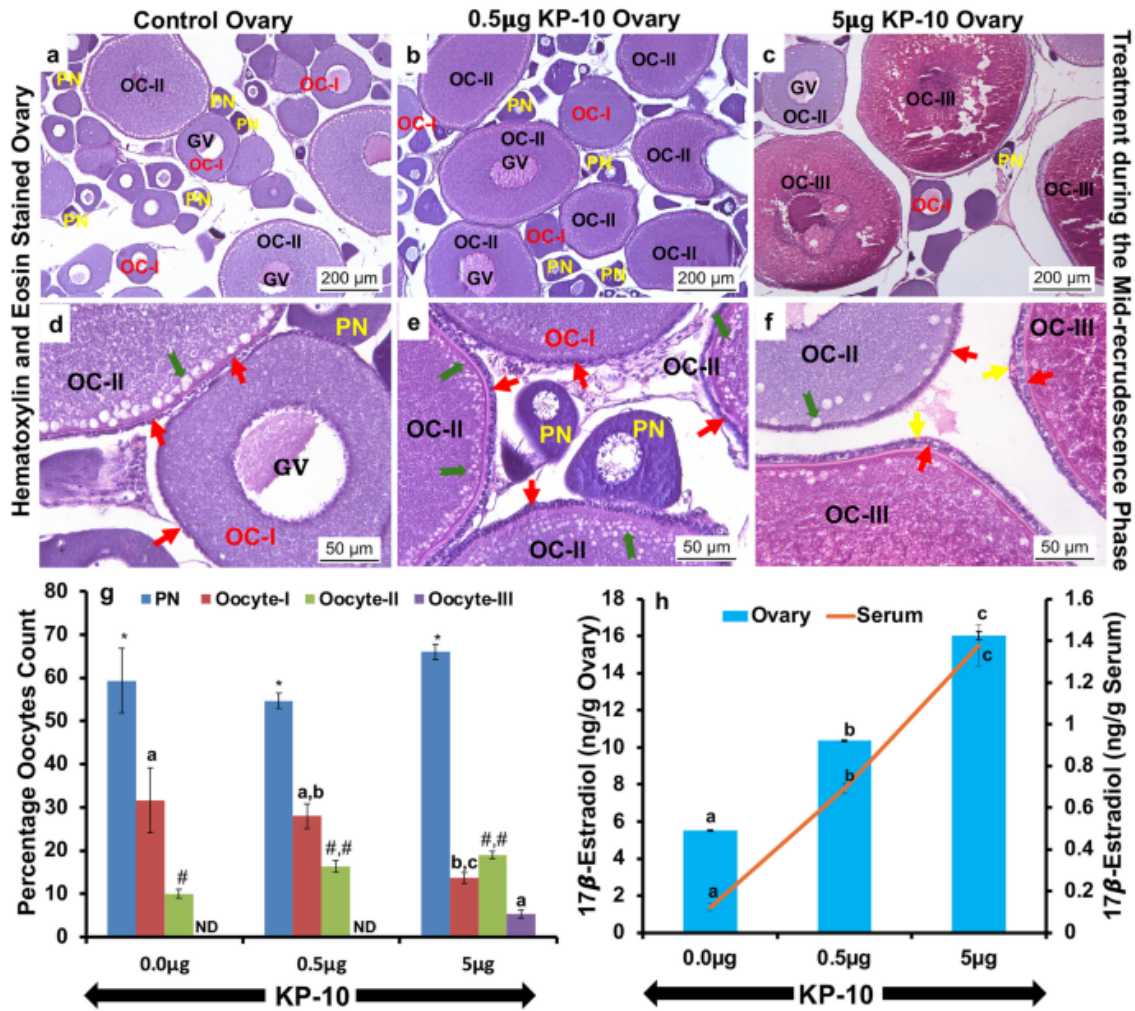 Control Ovary
0.5µg KP-10 Ovary
5µg KP-10 Ovary
Hematoxylin and Eosin Stained Ovary
Treatment during the Mid-recrudescence Phase
a
PN
OC-II
PN
OC-I
PN
GV
OC-I
PN
PN
OC-I
OC-II
GV
200 µm
b
OC-II
PN
OC-I
OC-I
OC-II
GV
PN
OC-II
OC-II
OC-II
OC-I
OC-II
GV
PN
PN
200 µm
c
GV
OC-II
OC-III
PN
OC-III
OC-I
OC-III
200 µm
d
PN
OC-II
GV
OC-I
50 µm
e
OC-I
OC-II
OC-II
PN
PN
OC-II
50 µm
f
OC-III
OC-II
OC-III
50 µm
g
PN
Oocyte-I
Oocyte-II
Oocyte-III
Percentage Oocytes Count
80
70
60
50
40
30
20
10
0
*
a
#
ND
*
a,b
#,#
ND
*
b,c
#,#
a
0.0µg
0.5µg
5µg
KP-10
h
Ovary
Serum
17β-Estradiol (ng/g Ovary)
18
16
14
12
10
8
6
4
2
0
17β-Estradiol (ng/g Serum)
1.6
1.4
1.2
1
0.8
0.6
0.4
0.2
0
a
a
b
b
c
c
0.0µg
0.5µg
5µg
KP-10